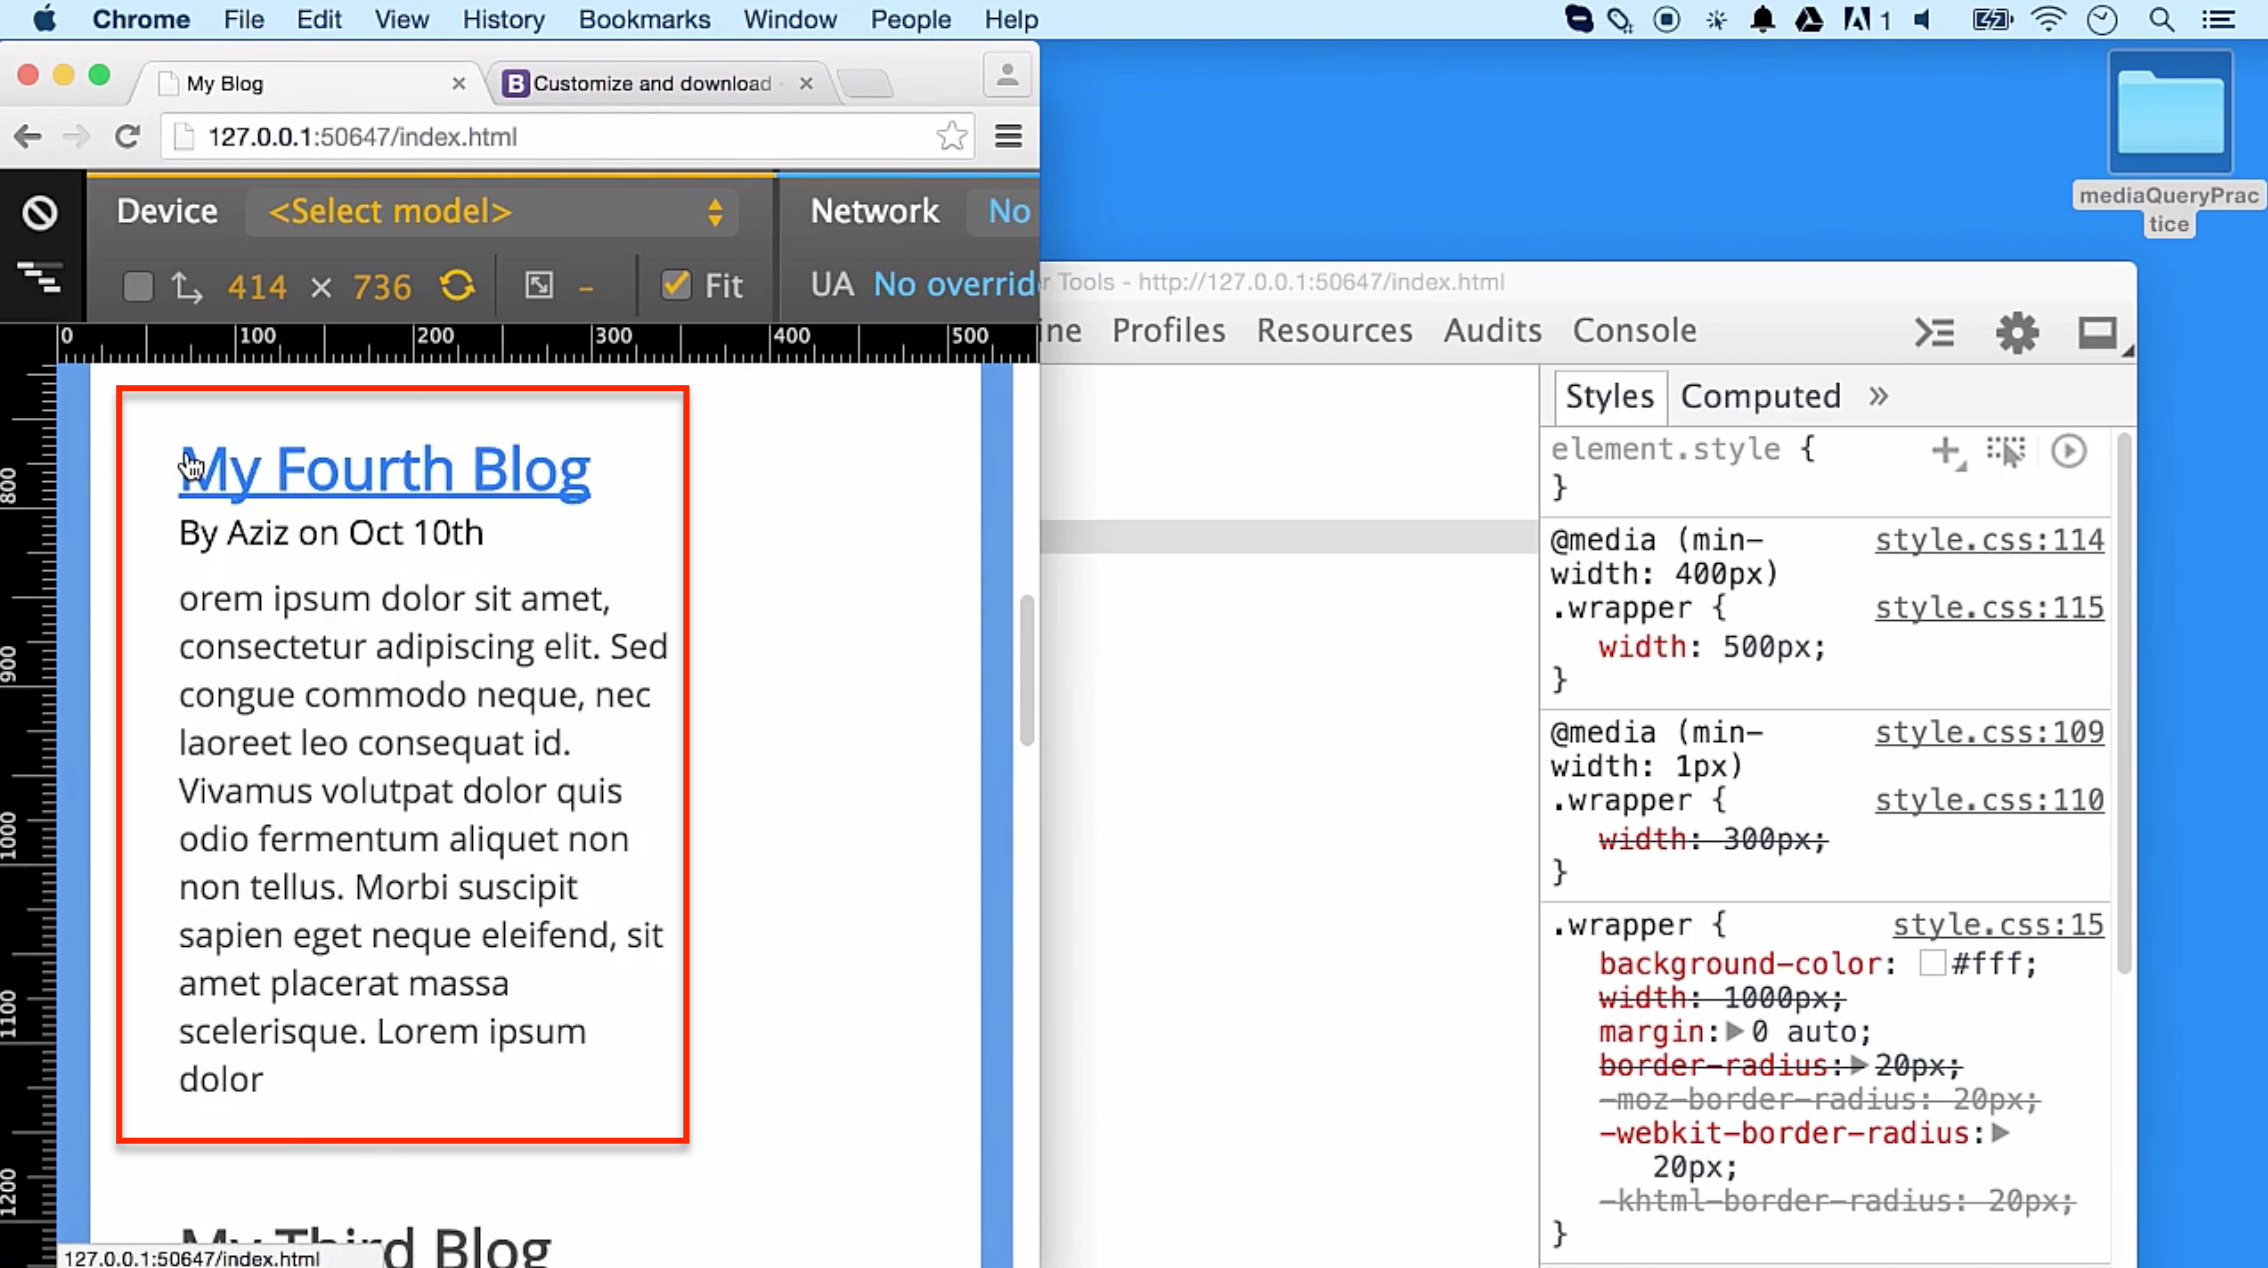 Chrome File Edit View History Bookmarks Window People Help
1
My Blog
Customize and download
127.0.0.1:50647/index.html
mediaQueryPrac
tice
Device <Select model> Network No
414 × 736 – Fit UA No overrid
0 100 200 300 400 500
800
900
1000
1100
1200
My Fourth Blog
By Aziz on Oct 10th
orem ipsum dolor sit amet,
consectetur adipiscing elit. Sed
congue commodo neque, nec
laoreet leo consequat id.
Vivamus volutpat dolor quis
odio fermentum aliquet non
non tellus. Morbi suscipit
sapien eget neque eleifend, sit
amet placerat massa
scelerisque. Lorem ipsum
dolor
My Third Blog
127.0.0.1:50647/index.html
r Tools - http://127.0.0.1:50647/index.html
ine Profiles Resources Audits Console
Styles Computed »
element.style {
}
@media (min- style.css:114
width: 400px)
.wrapper { style.css:115
width: 500px;
}
@media (min- style.css:109
width: 1px)
.wrapper { style.css:110
width: 300px;
}
.wrapper { style.css:15
background-color: #fff;
width: 1000px;
margin: 0 auto;
border-radius: 20px;
-moz-border-radius: 20px;
-webkit-border-radius:
20px;
-khtml-border-radius: 20px;
}